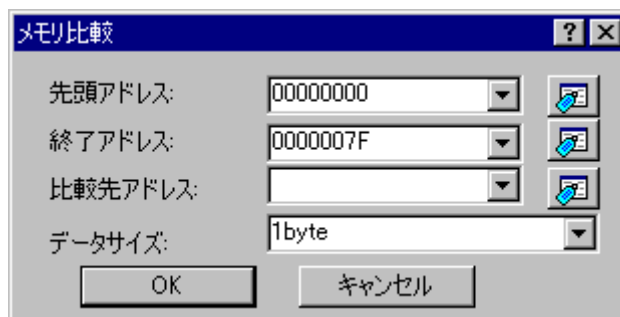 メモリ比較
先頭アドレス: 00000000
終了アドレス: 0000007F
比較先アドレス:
データサイズ: 1byte
OK キャンセル